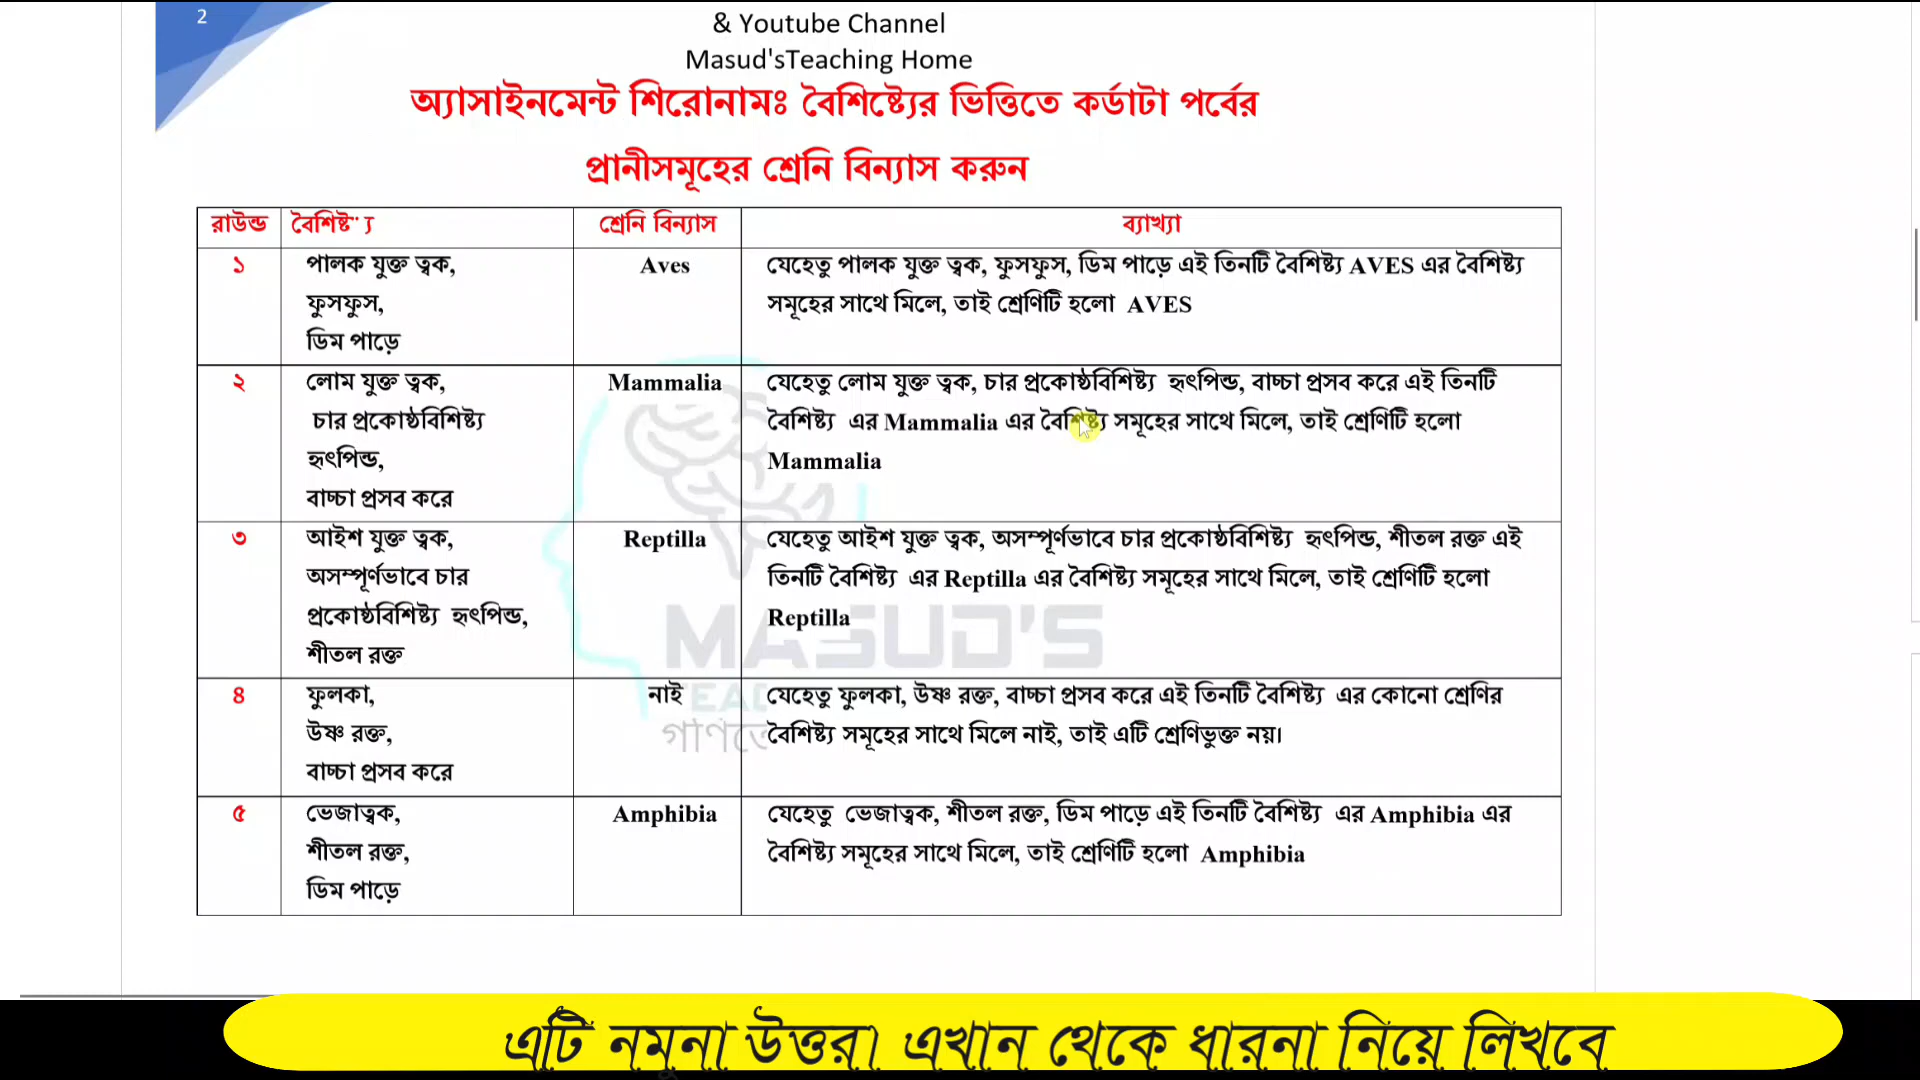 2
& Youtube Channel
Masud'sTeaching Home
অ্যাসাইনমেন্ট শিরোনামঃ বৈশিষ্ট্যের ভিত্তিতে কর্ডাটা পর্বের
প্রানীসমূহের শ্রেনি বিন্যাস করুন
রাউন্ড বৈশিষ্ট¨্য শ্রেনি বিন্যাস ব্যাখ্যা
১ পালক যুক্ত ত্বক, Aves যেহেতু পালক যুক্ত ত্বক, ফুসফুস, ডিম পাড়ে এই তিনটি বৈশিষ্ট্য AVES এর বৈশিষ্ট্য
ফুসফুস, সমূহের সাথে মিলে, তাই শ্রেণিটি হলো AVES
ডিম পাড়ে
২ লোম যুক্ত ত্বক, Mammalia যেহেতু লোম যুক্ত ত্বক, চার প্রকোষ্ঠবিশিষ্ট্য হৃৎপিন্ড, বাচ্চা প্রসব করে এই তিনটি
চার প্রকোষ্ঠবিশিষ্ট্য বৈশিষ্ট্য এর Mammalia এর বৈশিষ্ট্য সমূহের সাথে মিলে, তাই শ্রেণিটি হলো
হৃৎপিন্ড, Mammalia
বাচ্চা প্রসব করে
৩ আইশ যুক্ত ত্বক, Reptilla যেহেতু আইশ যুক্ত ত্বক, অসম্পূর্ণভাবে চার প্রকোষ্ঠবিশিষ্ট্য হৃৎপিন্ড, শীতল রক্ত এই
অসম্পূর্ণভাবে চার তিনটি বৈশিষ্ট্য এর Reptilla এর বৈশিষ্ট্য সমূহের সাথে মিলে, তাই শ্রেণিটি হলো
প্রকোষ্ঠবিশিষ্ট্য হৃৎপিন্ড, Reptilla
শীতল রক্ত
MASUD'S
৪ ফুলকা, নাই যেহেতু ফুলকা, উষ্ণ রক্ত, বাচ্চা প্রসব করে এই তিনটি বৈশিষ্ট্য এর কোনো শ্রেণির
উষ্ণ রক্ত, বৈশিষ্ট্য সমূহের সাথে মিলে নাই, তাই এটি শ্রেণিভুক্ত নয়।
বাচ্চা প্রসব করে
৫ ভেজাত্বক, Amphibia যেহেতু ভেজাত্বক, শীতল রক্ত, ডিম পাড়ে এই তিনটি বৈশিষ্ট্য এর Amphibia এর
শীতল রক্ত, বৈশিষ্ট্য সমূহের সাথে মিলে, তাই শ্রেণিটি হলো Amphibia
ডিম পাড়ে
এটি নমুনা উত্তর। এখান থেকে ধারনা নিয়ে লিখবে